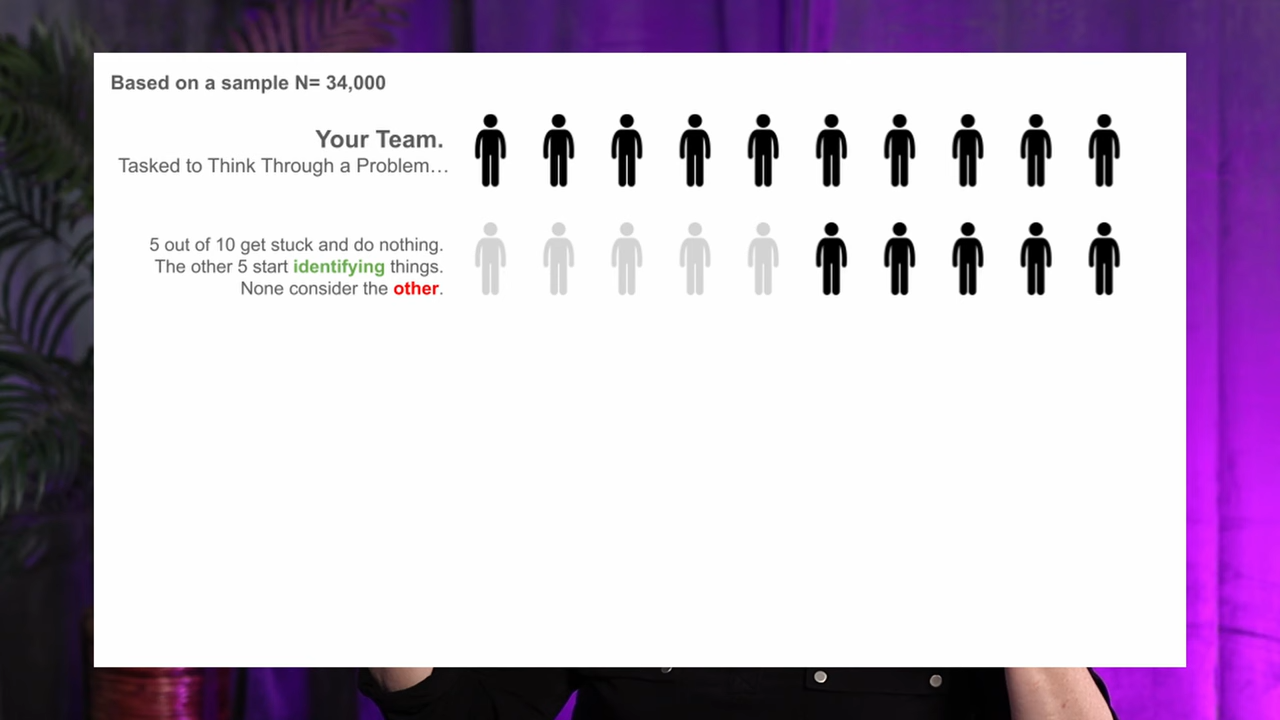 Based on a sample N= 34,000
Your Team.
Tasked to Think Through a Problem…
5 out of 10 get stuck and do nothing.
The other 5 start identifying things.
None consider the other.